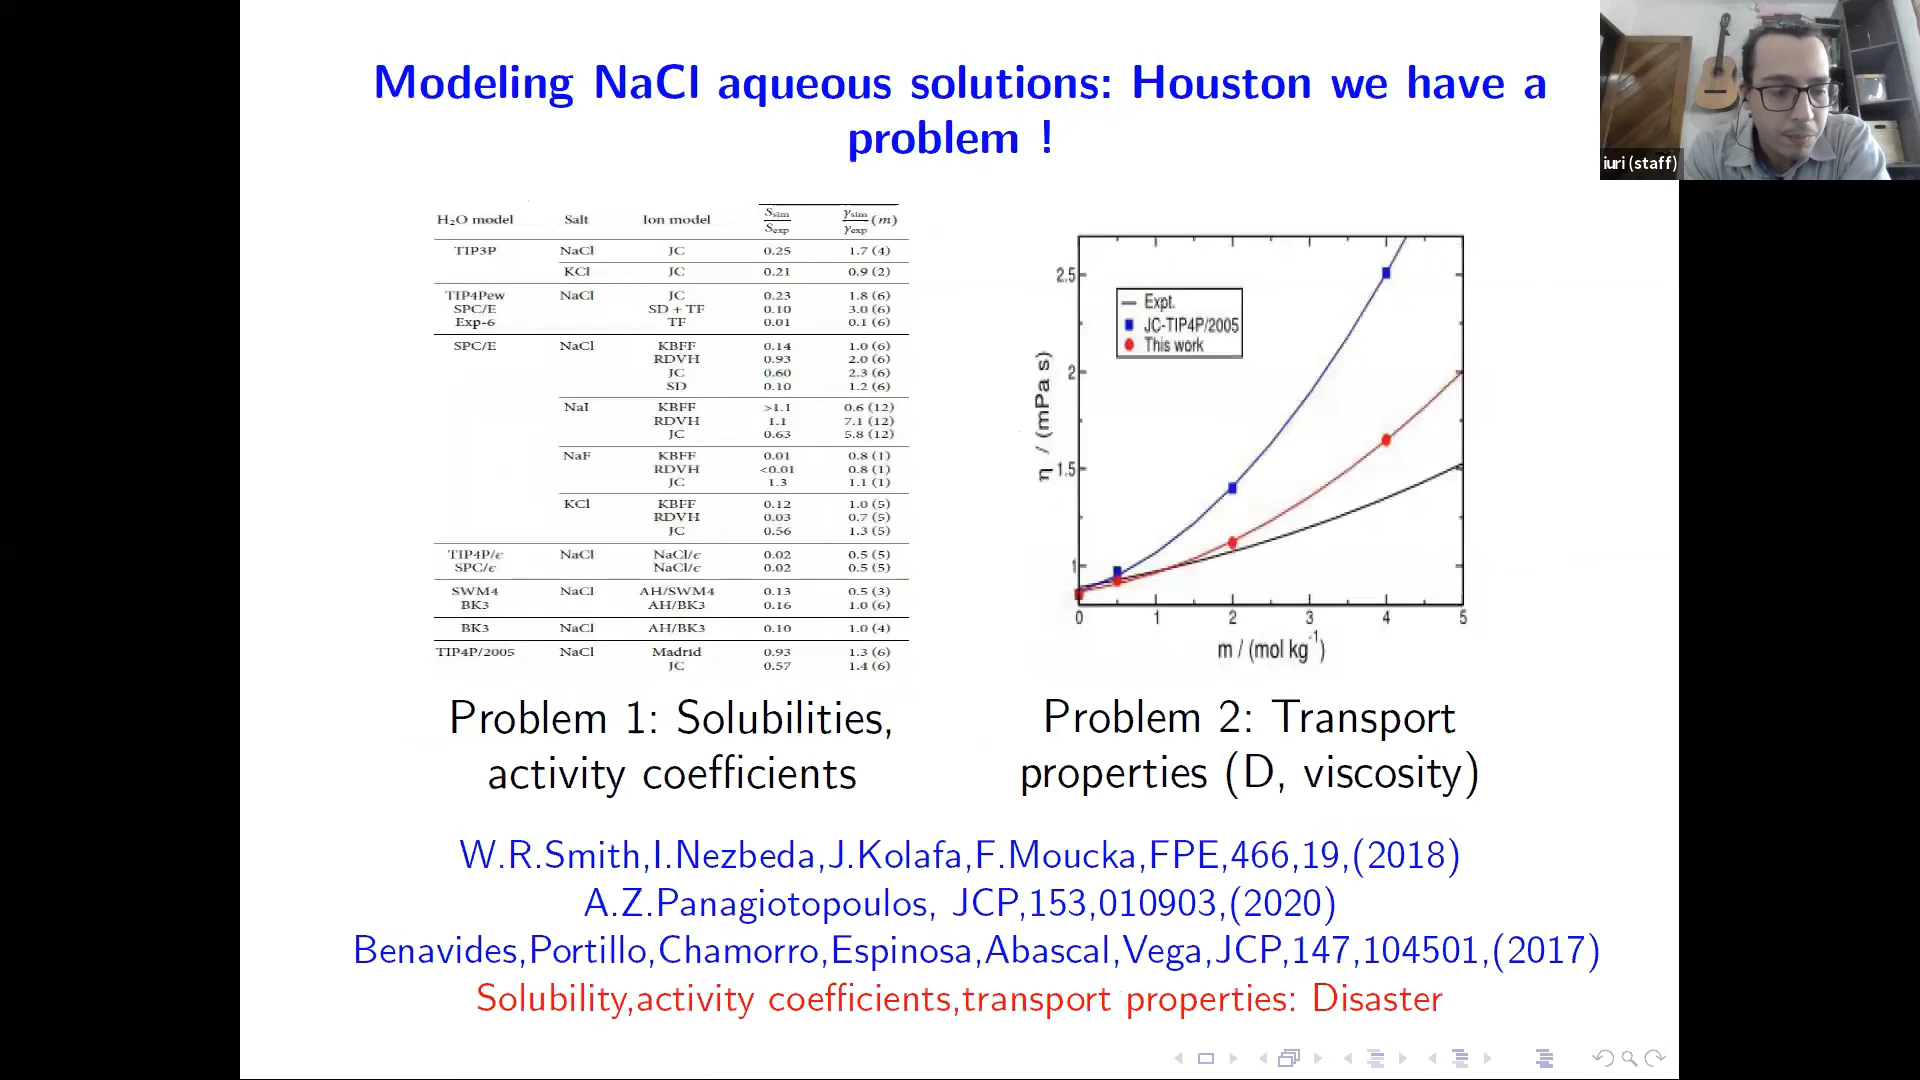 Modeling NaCl aqueous solutions: Houston we have a
problem !
iuri (staff)
H₂O model Salt Ion model S_sim/S_exp γ_sim/γ_exp (m)
TIP3P NaCl JC 0.25 1.7 (4)
KCl JC 0.21 0.9 (2)
TIP4Pew NaCl JC 0.23 1.8 (6)
SPC/E SD + TF 0.10 3.0 (6)
Exp-6 TF 0.01 0.1 (6)
SPC/E NaCl KBFF 0.14 1.0 (6)
RDVH 0.93 2.0 (6)
JC 0.60 2.3 (6)
SD 0.10 1.2 (6)
NaI KBFF >1.1 0.6 (12)
RDVH 1.1 7.1 (12)
JC 0.63 5.8 (12)
NaF KBFF 0.01 0.8 (1)
RDVH <0.01 0.8 (1)
JC 1.3 1.1 (1)
KCl KBFF 0.12 1.0 (5)
RDVH 0.03 0.7 (5)
JC 0.56 1.3 (5)
TIP4P/ϵ NaCl NaCl/ϵ 0.02 0.5 (5)
SPC/ϵ NaCl/ϵ 0.02 0.5 (5)
SWM4 NaCl AH/SWM4 0.13 0.5 (3)
BK3 AH/BK3 0.16 1.0 (6)
BK3 NaCl AH/BK3 0.10 1.0 (4)
TIP4P/2005 NaCl Madrid 0.93 1.3 (6)
JC 0.57 1.4 (6)
2.5
2
1.5
1
η / (mPa s)
Expt.
JC-TIP4P/2005
This work
0 1 2 3 4 5
m / (mol kg⁻¹)
Problem 1: Solubilities,
activity coefficients
Problem 2: Transport
properties (D, viscosity)
W.R.Smith,I.Nezbeda,J.Kolafa,F.Moucka,FPE,466,19,(2018)
A.Z.Panagiotopoulos, JCP,153,010903,(2020)
Benavides,Portillo,Chamorro,Espinosa,Abascal,Vega,JCP,147,104501,(2017)
Solubility,activity coefficients,transport properties: Disaster